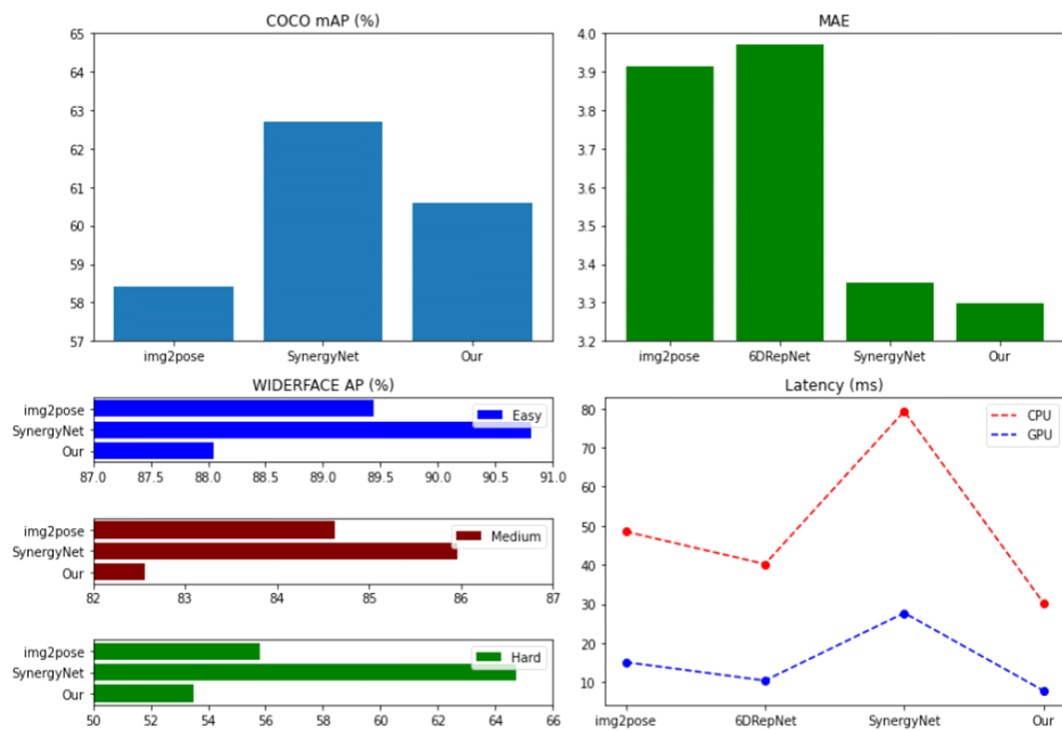 COCO mAP (%)
65
64
63
62
61
60
59
58
57
img2pose SynergyNet Our
MAE
4.0
3.9
3.8
3.7
3.6
3.5
3.4
3.3
3.2
img2pose 6DRepNet SynergyNet Our
WIDERFACE AP (%)
img2pose
SynergyNet
Our
Easy
87.0 87.5 88.0 88.5 89.0 89.5 90.0 90.5 91.0
img2pose
SynergyNet
Our
Medium
82 83 84 85 86 87
img2pose
SynergyNet
Our
Hard
50 52 54 56 58 60 62 64 66
Latency (ms)
80
70
60
50
40
30
20
10
CPU
GPU
img2pose 6DRepNet SynergyNet Our